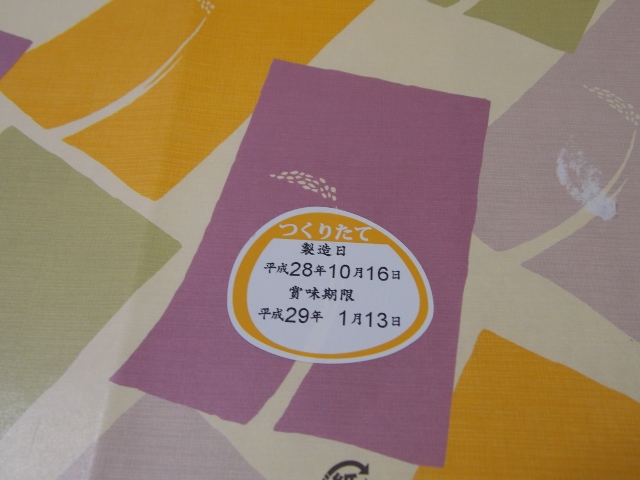 つくりたて
製造日
平成28年10月16日
賞味期限
平成29年 1月13日
紙